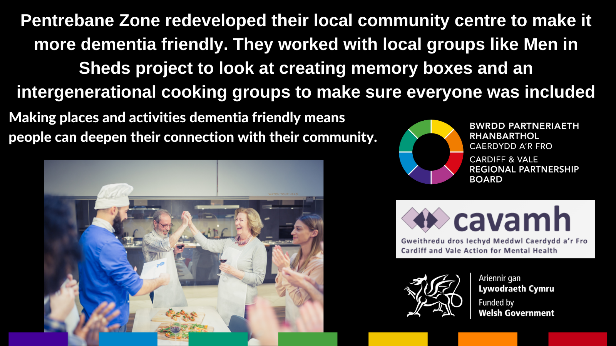 Pentrebane Zone redeveloped their local community centre to make it
more dementia friendly. They worked with local groups like Men in
Sheds project to look at creating memory boxes and an
intergenerational cooking groups to make sure everyone was included
Making places and activities dementia friendly means
people can deepen their connection with their community.
BWRDD PARTNERIAETH
RHANBARTHOL
CAERDYDD A'R FRO
CARDIFF & VALE
REGIONAL PARTNERSHIP
BOARD
cavamh
Gweithredu dros Iechyd Meddwl Caerdydd a'r Fro
Cardiff and Vale Action for Mental Health
Ariennir gan
Lywodraeth Cymru
Funded by
Welsh Government